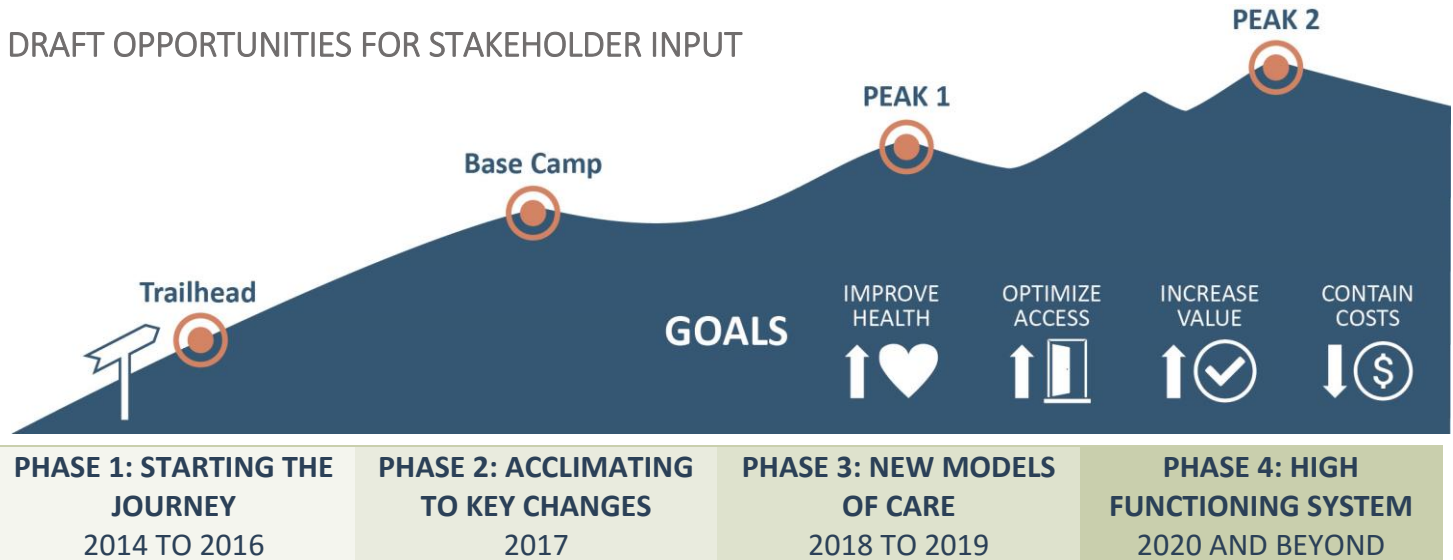 DRAFT OPPORTUNITIES FOR STAKEHOLDER INPUT
PEAK 2
PEAK 1
Base Camp
Trailhead
GOALS
IMPROVE
HEALTH
OPTIMIZE
ACCESS
INCREASE
VALUE
CONTAIN
COSTS
$
PHASE 1: STARTING THE
JOURNEY
2014 TO 2016
PHASE 2: ACCLIMATING
TO KEY CHANGES
2017
PHASE 3: NEW MODELS
OF CARE
2018 TO 2019
PHASE 4: HIGH
FUNCTIONING SYSTEM
2020 AND BEYOND